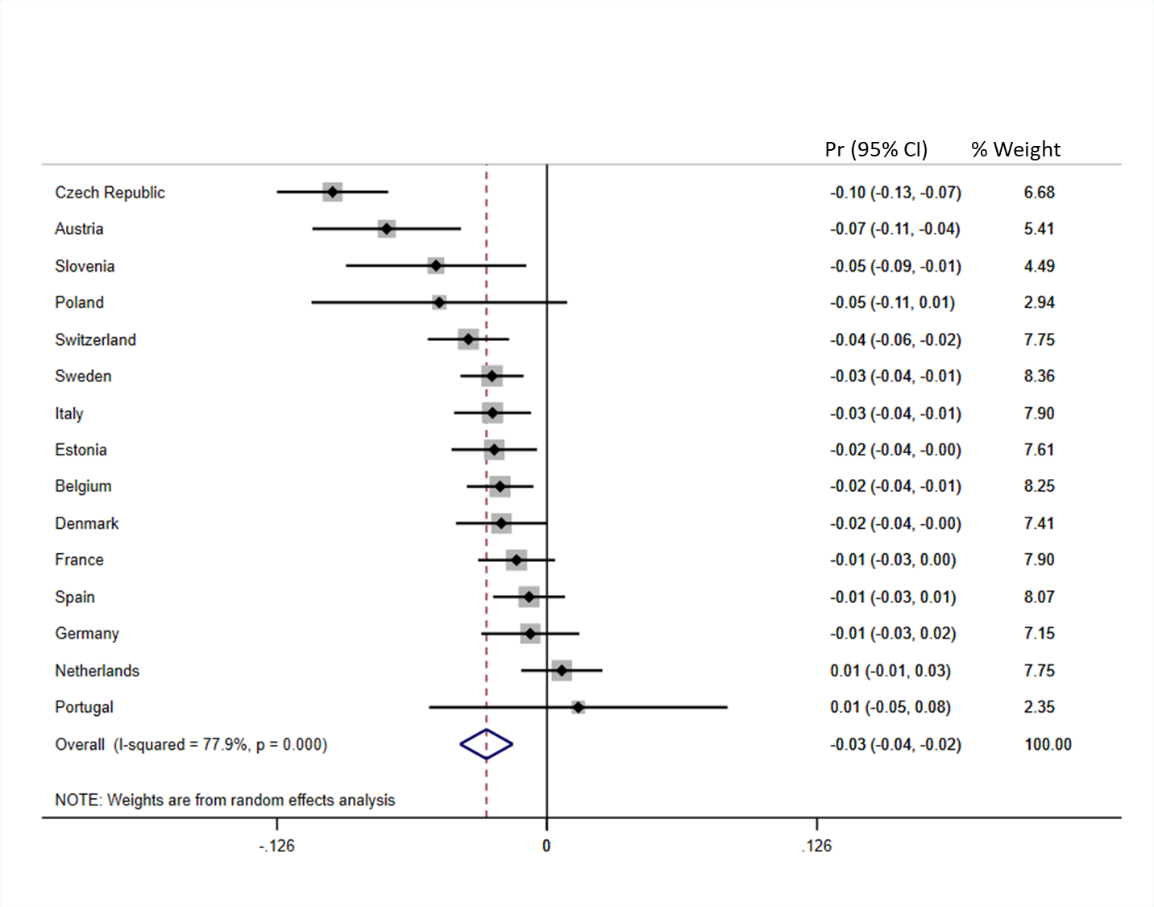 Pr (95% CI) % Weight
Czech Republic -0.10 (-0.13, -0.07) 6.68
Austria -0.07 (-0.11, -0.04) 5.41
Slovenia -0.05 (-0.09, -0.01) 4.49
Poland -0.05 (-0.11, 0.01) 2.94
Switzerland -0.04 (-0.06, -0.02) 7.75
Sweden -0.03 (-0.04, -0.01) 8.36
Italy -0.03 (-0.04, -0.01) 7.90
Estonia -0.02 (-0.04, -0.00) 7.61
Belgium -0.02 (-0.04, -0.01) 8.25
Denmark -0.02 (-0.04, -0.00) 7.41
France -0.01 (-0.03, 0.00) 7.90
Spain -0.01 (-0.03, 0.01) 8.07
Germany -0.01 (-0.03, 0.02) 7.15
Netherlands 0.01 (-0.01, 0.03) 7.75
Portugal 0.01 (-0.05, 0.08) 2.35
Overall (I-squared = 77.9%, p = 0.000) -0.03 (-0.04, -0.02) 100.00
NOTE: Weights are from random effects analysis
-.126 0 .126